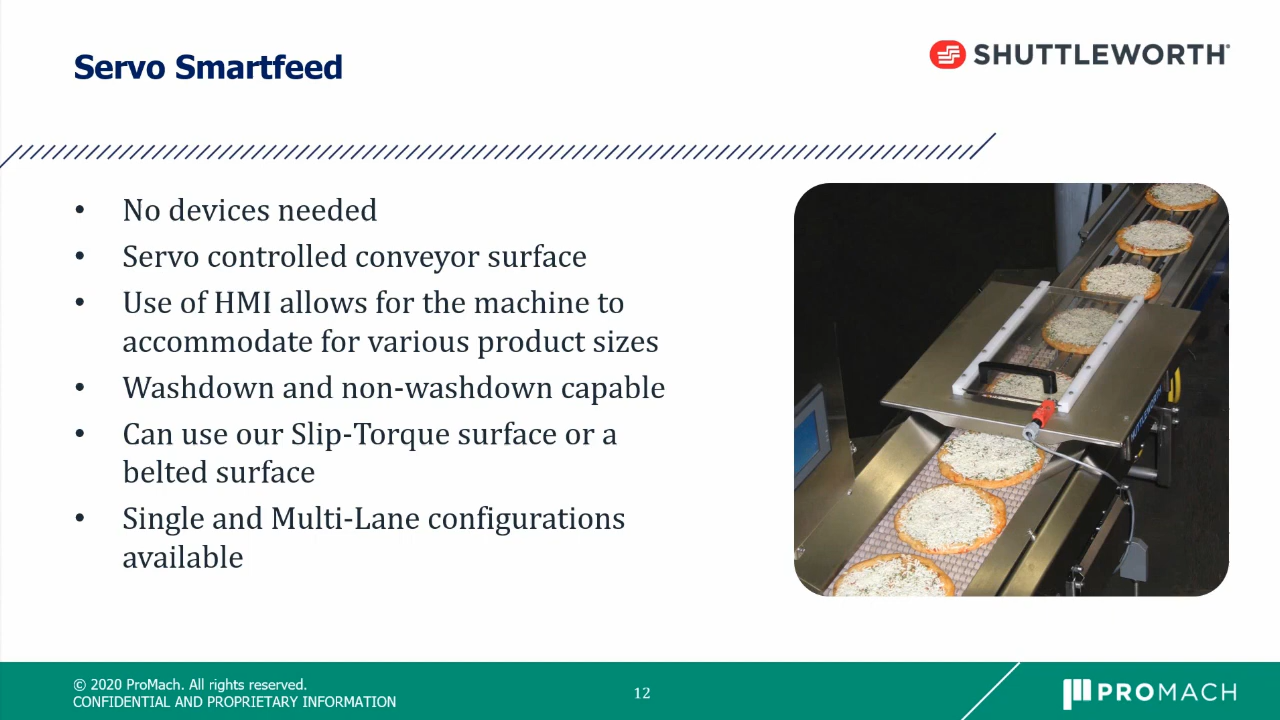 Servo Smartfeed
SHUTTLEWORTH
• No devices needed
• Servo controlled conveyor surface
• Use of HMI allows for the machine to
accommodate for various product sizes
• Washdown and non-washdown capable
• Can use our Slip-Torque surface or a
belted surface
• Single and Multi-Lane configurations
available
SHUTTLEWORTH
© 2020 ProMach. All rights reserved.
CONFIDENTIAL AND PROPRIETARY INFORMATION
12
PROMACH